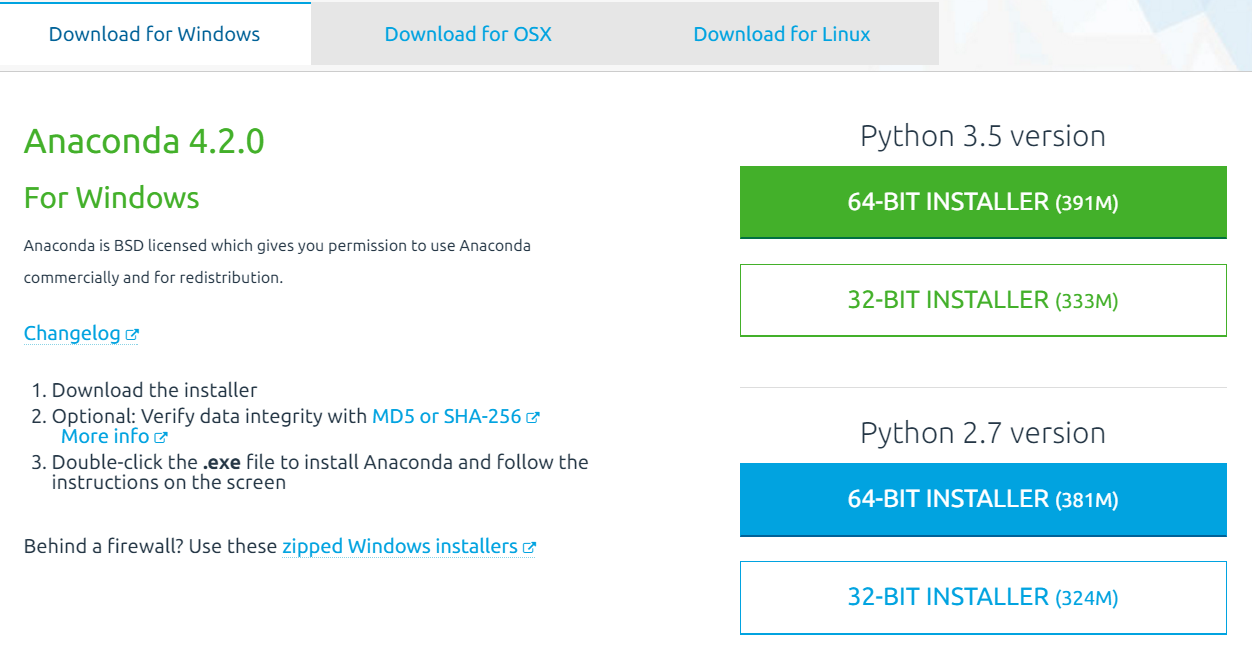 Download for Windows
Download for OSX
Download for Linux
Anaconda 4.2.0
For Windows
Anaconda is BSD licensed which gives you permission to use Anaconda
commercially and for redistribution.
Changelog
1. Download the installer
2. Optional: Verify data integrity with MD5 or SHA-256
More info
3. Double-click the .exe file to install Anaconda and follow the
instructions on the screen
Behind a firewall? Use these zipped Windows installers
Python 3.5 version
64-BIT INSTALLER (391M)
32-BIT INSTALLER (333M)
Python 2.7 version
64-BIT INSTALLER (381M)
32-BIT INSTALLER (324M)